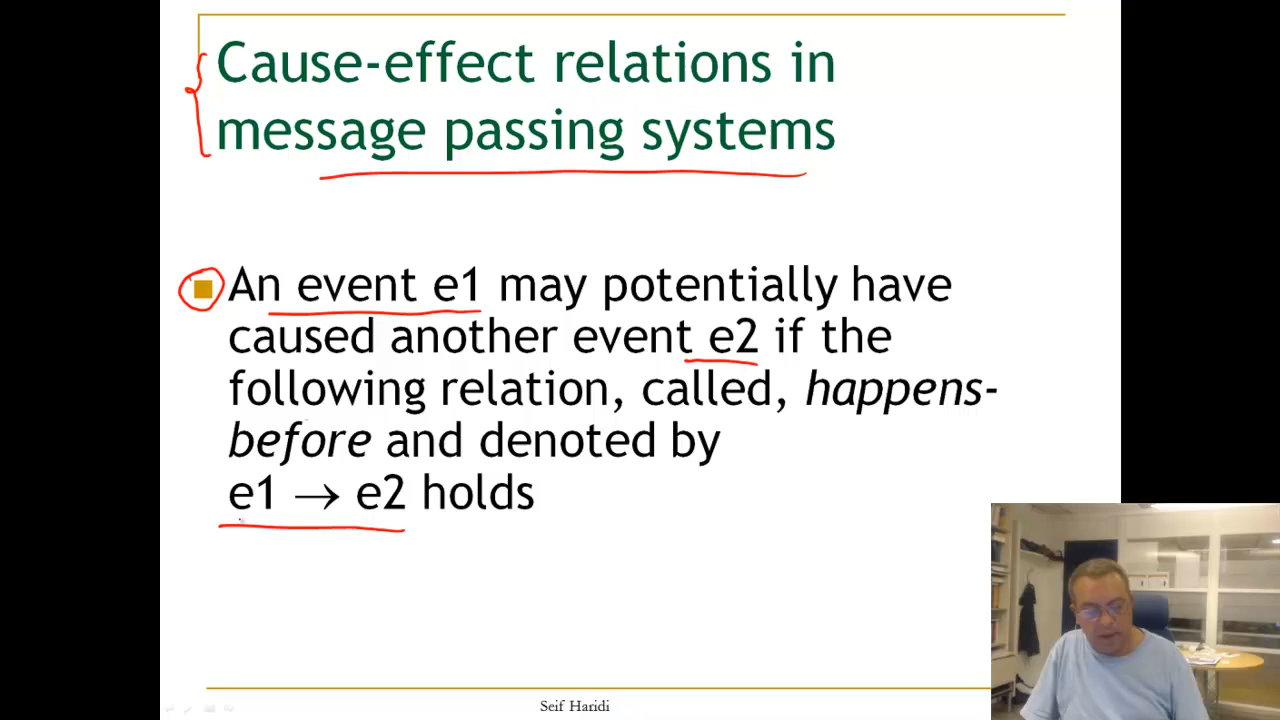 Cause-effect relations in
message passing systems
An event e1 may potentially have
caused another event e2 if the
following relation, called, happens-
before and denoted by
e1 → e2 holds
Seif Haridi